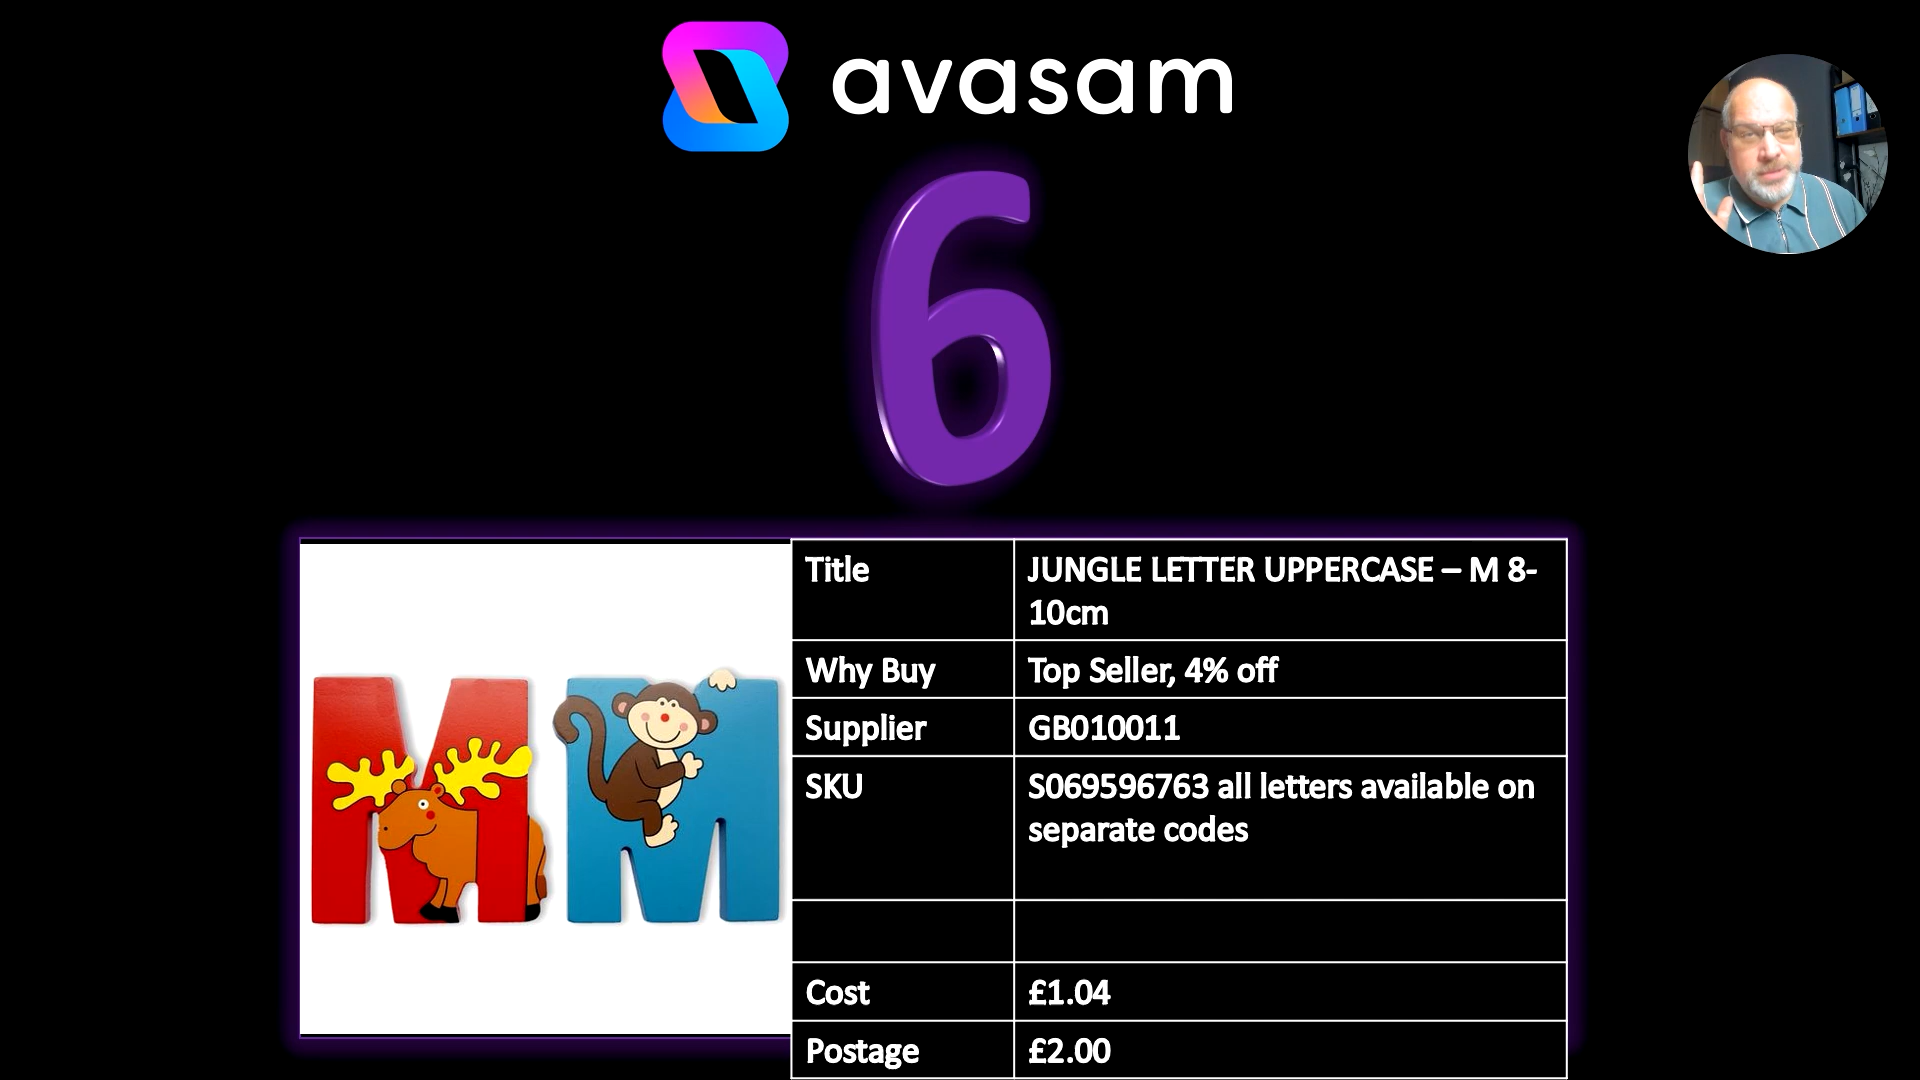 avasam
6
Title
JUNGLE LETTER UPPERCASE – M 8-
10cm
Why Buy
Top Seller, 4% off
Supplier
GB010011
SKU
S069596763 all letters available on
separate codes
Cost
£1.04
Postage
£2.00
M M